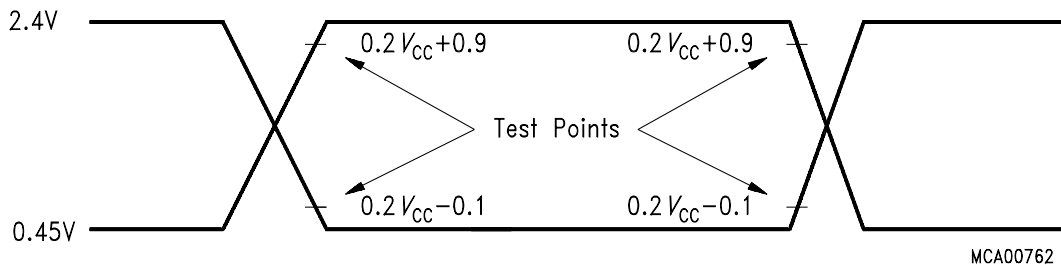 2.4V
0.2 VCC+0.9 0.2 VCC+0.9
Test Points
0.2 VCC−0.1 0.2 VCC−0.1
0.45V
MCA00762